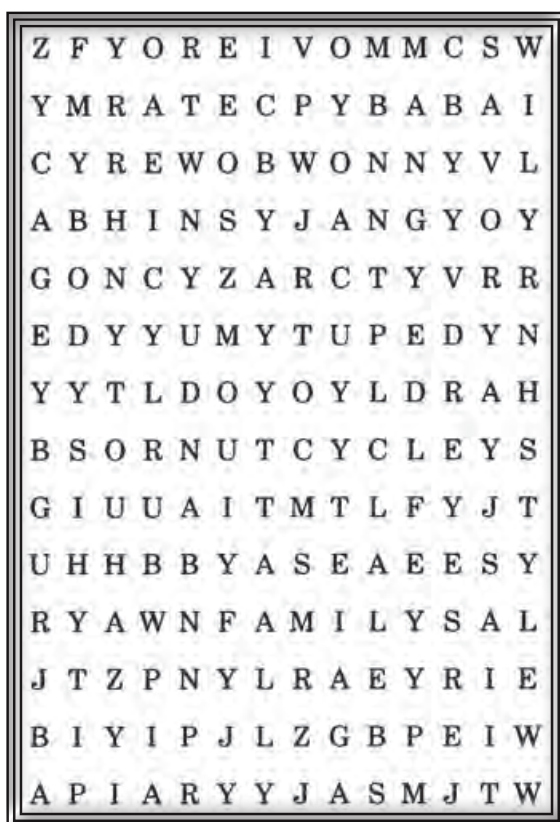 Z F Y O R E I V O M M C S W
Y M R A T E C P Y B A B A I
C Y R E W O B W O N N Y V L
A B H I N S Y J A N G Y O Y
G O N C Y Z A R C T Y V R R
E D Y Y U M Y T U P E D Y N
Y Y T L D O Y O Y L D R A H
B S O R N U T C Y C L E Y S
G I U U A I T M T L F Y J T
U H H B B Y A S E A E E S Y
R Y A W N F A M I L Y S A L
J T Z P N Y L R A E Y R I E
B I Y I P J L Z G B P E I W
A P I A R Y Y J A S M J T W